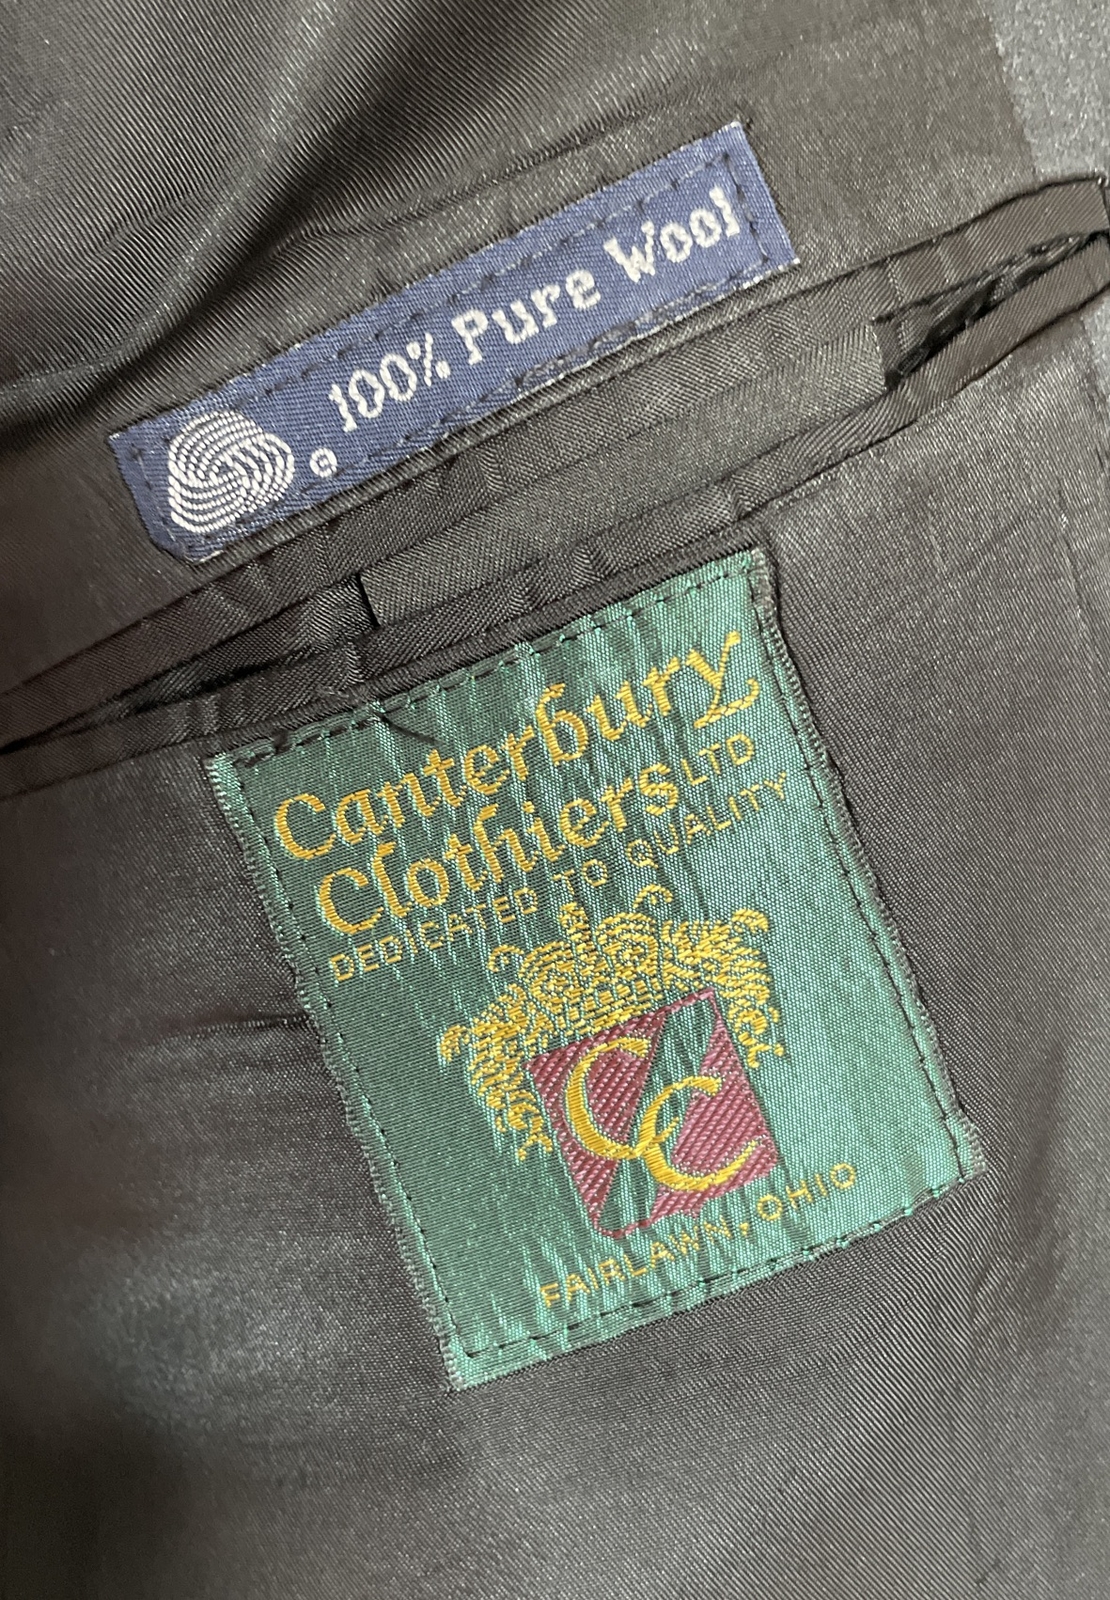 ® 100% Pure Wool
Canterbury
Clothiers LTD
DEDICATED TO QUALITY
CC
FAIRLAWN, OHIO